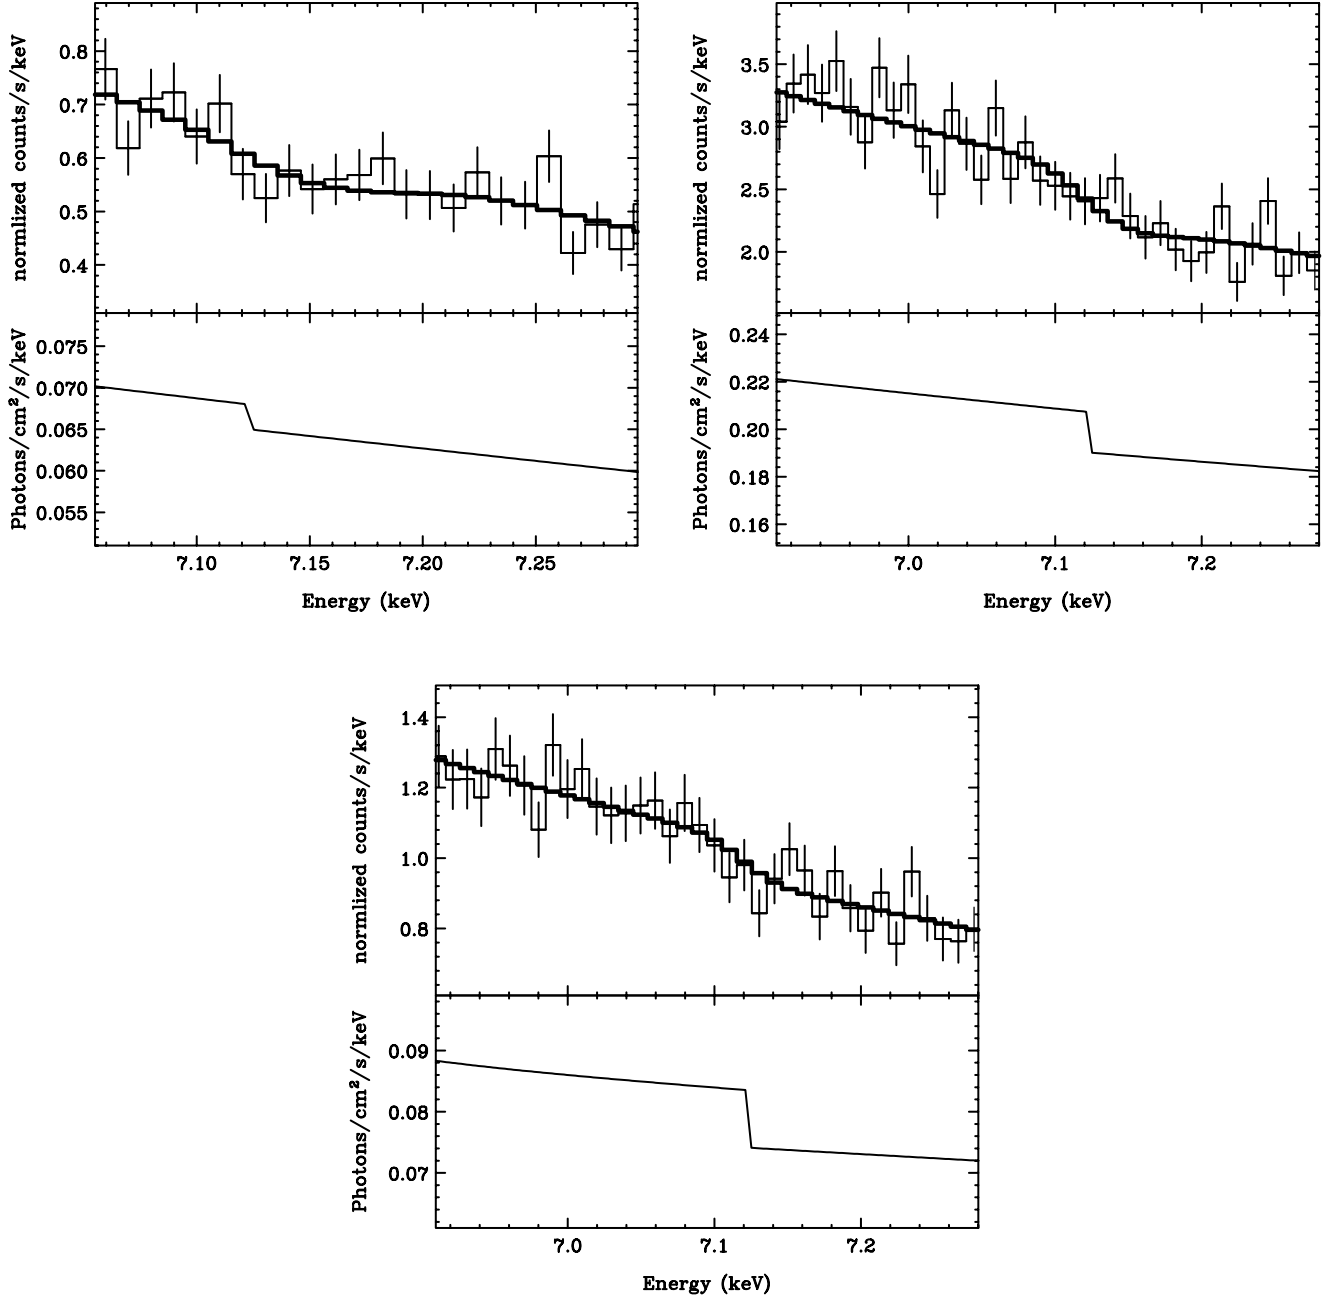 normlized counts/s/keV
0.8
0.7
0.6
0.5
0.4
Photons/cm²/s/keV
0.075
0.070
0.065
0.060
0.055
7.10 7.15 7.20 7.25
Energy (keV)
normlized counts/s/keV
3.5
3.0
2.5
2.0
Photons/cm²/s/keV
0.24
0.22
0.20
0.18
0.16
7.0 7.1 7.2
Energy (keV)
normlized counts/s/keV
1.4
1.2
1.0
0.8
Photons/cm²/s/keV
0.09
0.08
0.07
7.0 7.1 7.2
Energy (keV)